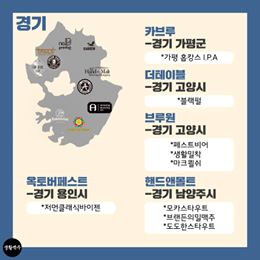 경기
카브루
-경기 가평군
*가평 홉캉스 I.P.A
더테이블
-경기 고양시
*블랙펄
브루원
-경기 고양시
*페스트비어
*생활밀착
*마크퀼쉬
옥토버페스트
-경기 용인시
*저먼클래식바이젠
핸드앤몰트
-경기 남양주시
*모카스타우트
*브랜든의밀맥주
*도도한스타우트
Hand&Malt
생활맥주